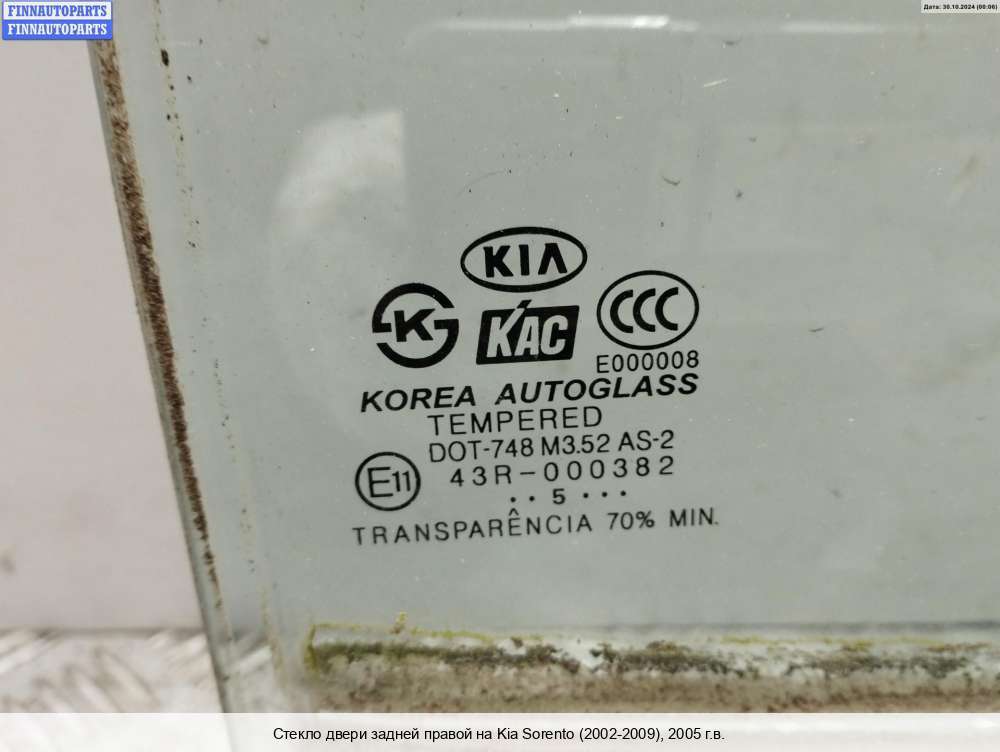 FINNAUTOPARTS
FINNAUTOPARTS
Дата: 30.10.2024 (00:06)
KIA
K
KAC
CCC
E000008
KOREA AUTOGLASS
TEMPERED
DOT-748 M3.52 AS-2
E11
43R-000382
·· 5 ···
TRANSPARÊNCIA 70% MIN.
Стекло двери задней правой на Kia Sorento (2002-2009), 2005 г.в.